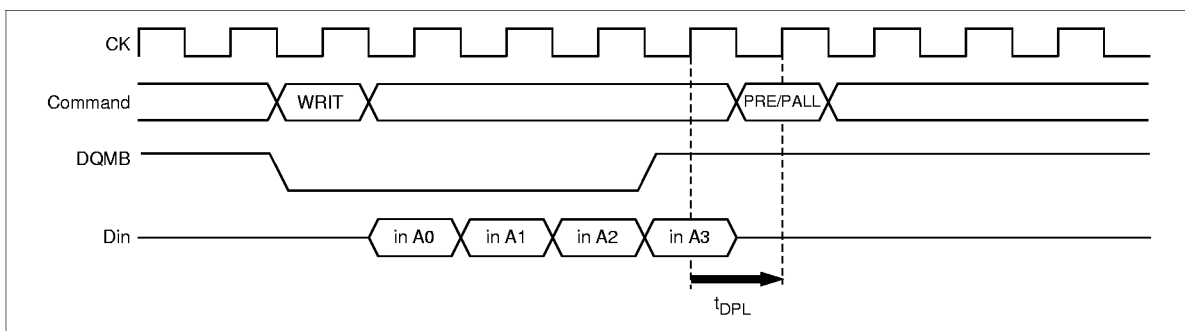 CK
Command WRIT PRE/PALL
DQMB
Din in A0 in A1 in A2 in A3
tDPL